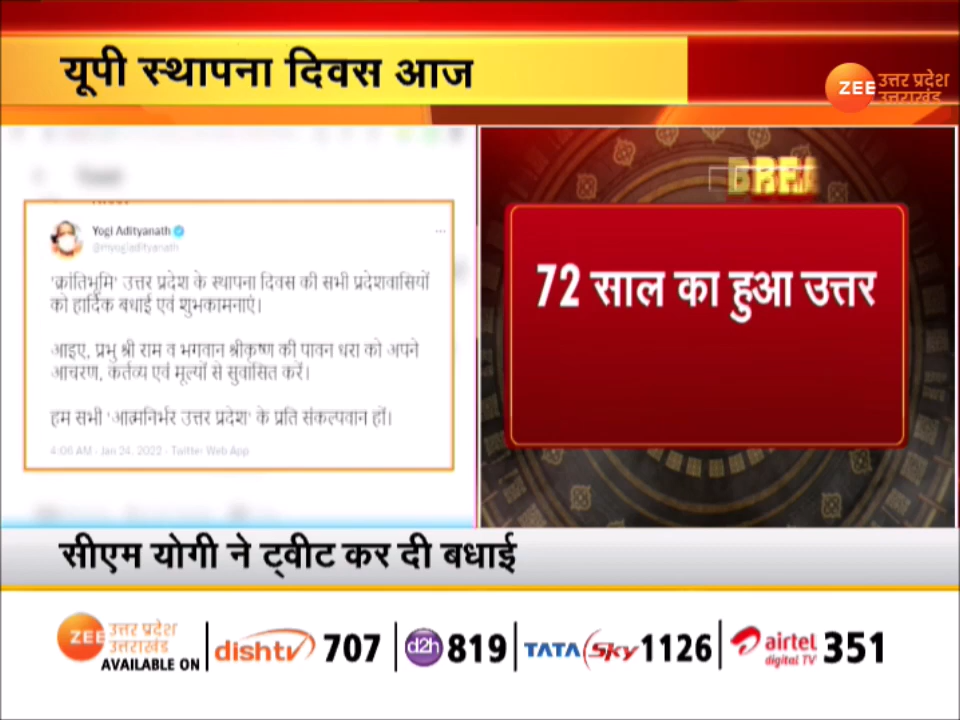 यूपी स्थापना दिवस आज
ZEE उत्तर प्रदेश
उत्तराखंड
BREA
Yogi Adityanath
@myogiadityanath
'क्रांतिभूमि' उत्तर प्रदेश के स्थापना दिवस की सभी प्रदेशवासियों
को हार्दिक बधाई एवं शुभकामनाएं।
आइए, प्रभु श्री राम व भगवान श्रीकृष्ण की पावन धरा को अपने
आचरण, कर्तव्य एवं मूल्यों से सुवासित करें।
हम सभी 'आत्मनिर्भर उत्तर प्रदेश' के प्रति संकल्पवान हों।
4:06 AM - Jan 24, 2022 - Twitter Web App
72 साल का हुआ उत्तर
सीएम योगी ने ट्वीट कर दी बधाई
ZEE उत्तर प्रदेश
उत्तराखंड
AVAILABLE ON
dishtv 707
d2h 819
TATA Sky 1126
airtel
digital TV 351